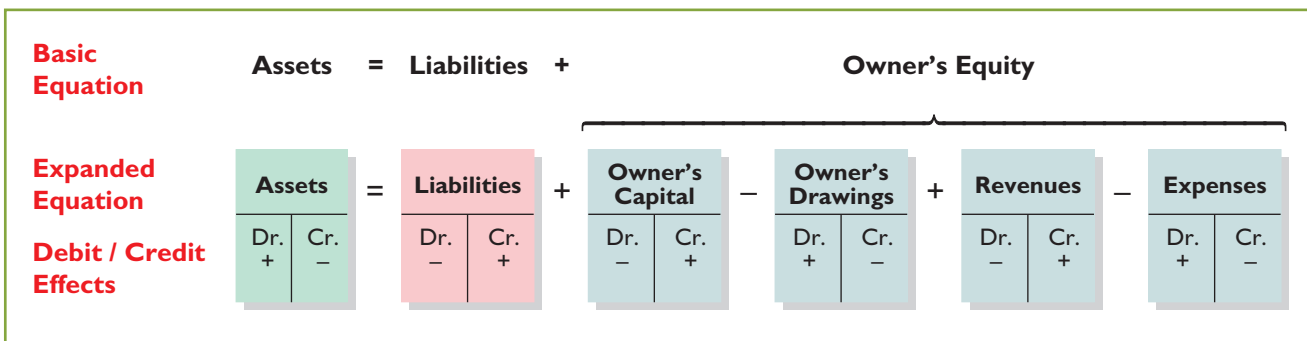 Basic
Equation
Assets = Liabilities + Owner's Equity
Expanded
Equation
Assets = Liabilities + Owner's Capital – Owner's Drawings + Revenues – Expenses
Debit / Credit
Effects
Dr. Cr. Dr. Cr. Dr. Cr. Dr. Cr. Dr. Cr. Dr. Cr.
+ – – + – + + – – + + –